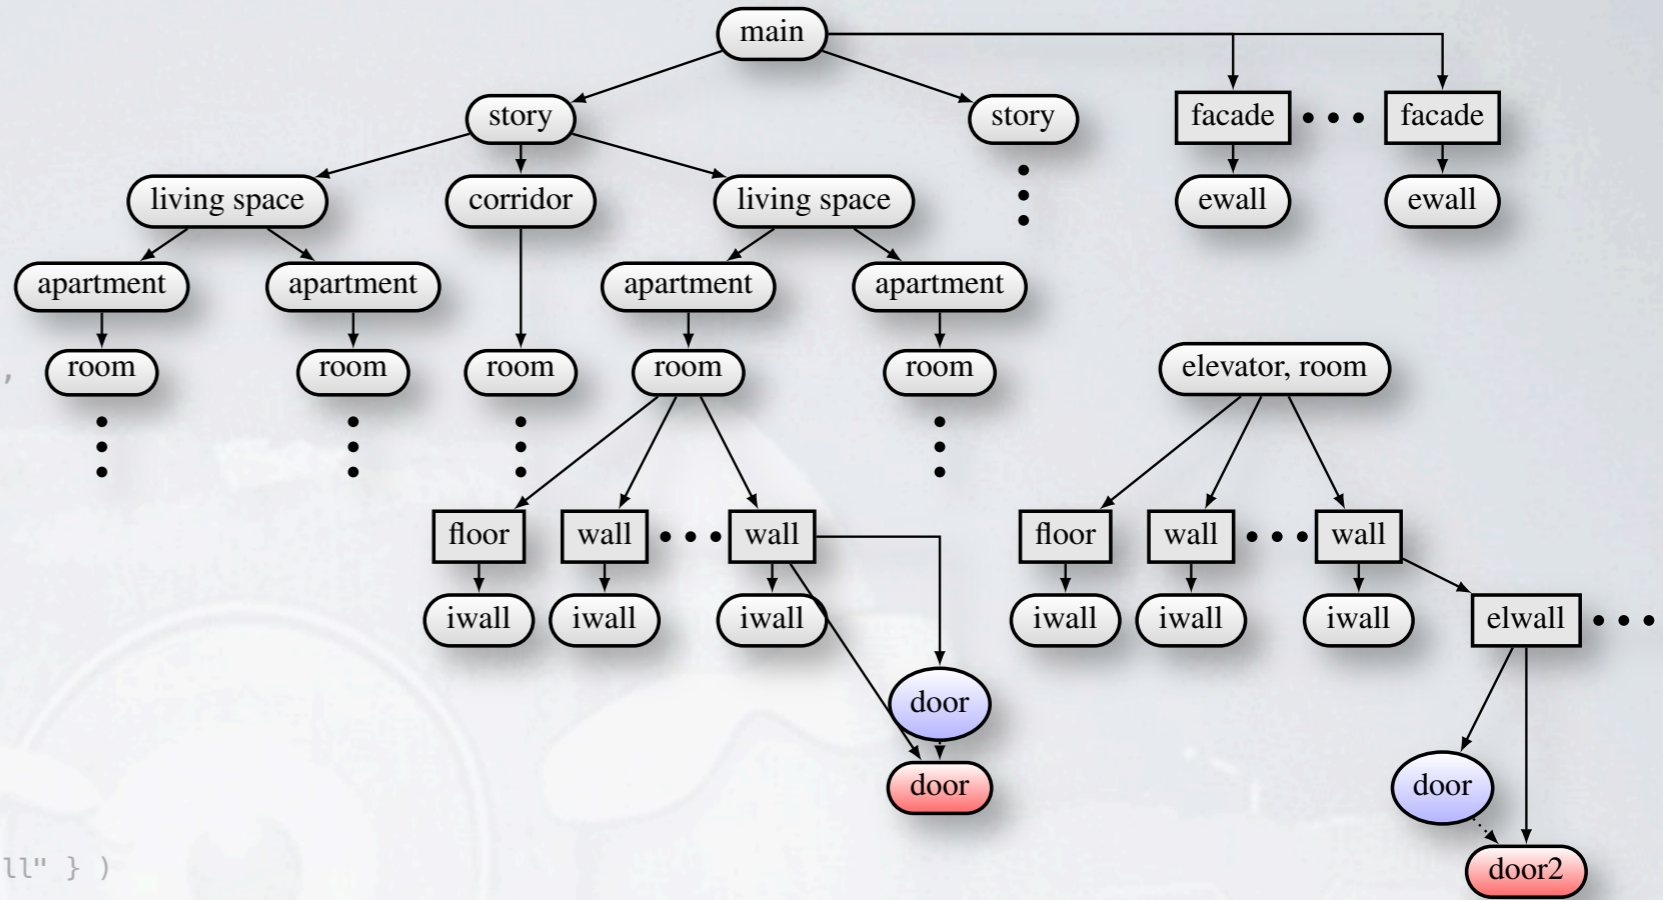 main
story
story
facade
facade
living space
corridor
living space
ewall
ewall
apartment
apartment
apartment
apartment
room
room
room
room
room
elevator, room
,
floor
wall
wall
floor
wall
wall
iwall
iwall
iwall
iwall
iwall
iwall
elwall
door
door
door
ll" } )
door2